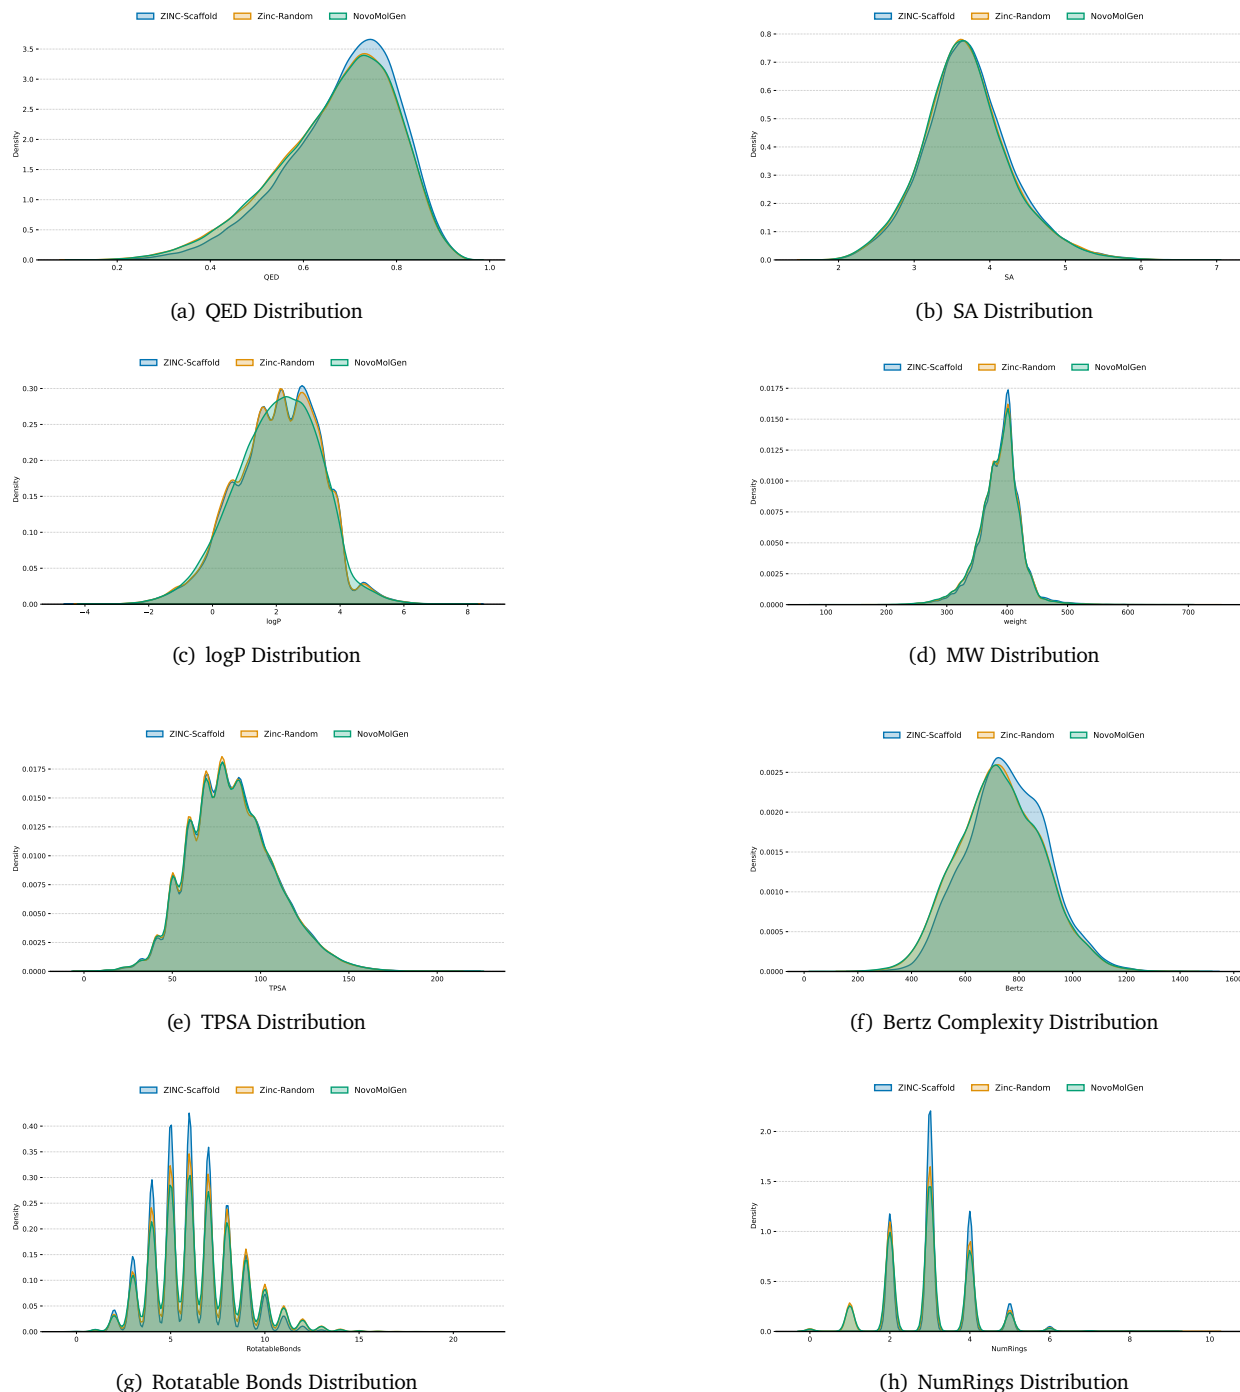 ZINC-Scaffold Zinc-Random NovoMolGen
3.5
3.0
2.5
2.0
1.5
1.0
0.5
0.0
Density
0.2 0.4 0.6 0.8 1.0
QED
(a) QED Distribution
ZINC-Scaffold Zinc-Random NovoMolGen
0.8
0.7
0.6
0.5
0.4
0.3
0.2
0.1
0.0
Density
2 3 4 5 6 7
SA
(b) SA Distribution
ZINC-Scaffold Zinc-Random NovoMolGen
0.30
0.25
0.20
0.15
0.10
0.05
0.00
Density
−4 −2 0 2 4 6 8
logP
(c) logP Distribution
ZINC-Scaffold Zinc-Random NovoMolGen
0.0175
0.0150
0.0125
0.0100
0.0075
0.0050
0.0025
0.0000
Density
100 200 300 400 500 600 700
weight
(d) MW Distribution
ZINC-Scaffold Zinc-Random NovoMolGen
0.0175
0.0150
0.0125
0.0100
0.0075
0.0050
0.0025
0.0000
Density
0 50 100 150 200
TPSA
(e) TPSA Distribution
ZINC-Scaffold Zinc-Random NovoMolGen
0.0025
0.0020
0.0015
0.0010
0.0005
0.0000
Density
0 200 400 600 800 1000 1200 1400 1600
Bertz
(f) Bertz Complexity Distribution
ZINC-Scaffold Zinc-Random NovoMolGen
0.40
0.35
0.30
0.25
0.20
0.15
0.10
0.05
0.00
Density
0 5 10 15 20
RotatableBonds
(g) Rotatable Bonds Distribution
ZINC-Scaffold Zinc-Random NovoMolGen
2.0
1.5
1.0
0.5
0.0
Density
0 2 4 6 8 10
NumRings
(h) NumRings Distribution